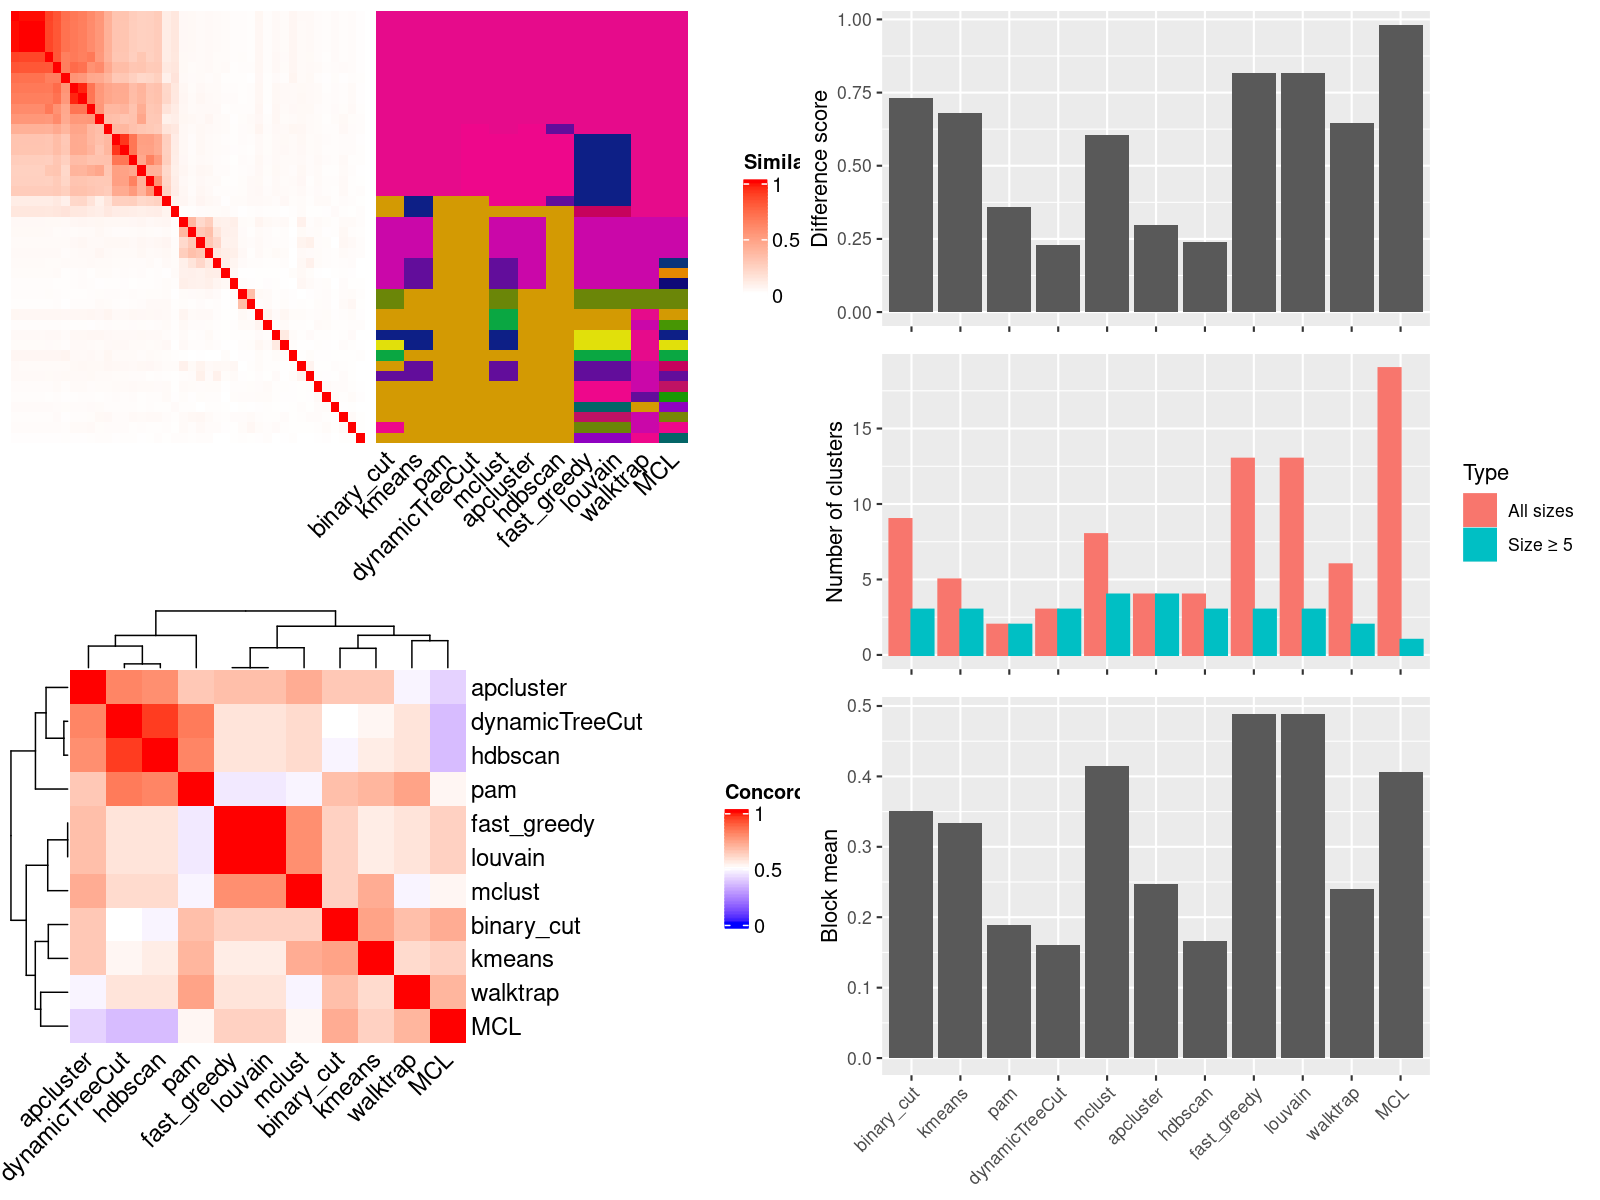 Simila
1
0.5
0
binary_cut
kmeans
pam
dynamicTreeCut
mclust
apcluster
hdbscan
fast_greedy
louvain
walktrap
MCL
apcluster
dynamicTreeCut
hdbscan
pam
fast_greedy
louvain
mclust
binary_cut
kmeans
walktrap
MCL
apcluster
dynamicTreeCut
hdbscan
pam
fast_greedy
louvain
mclust
binary_cut
kmeans
walktrap
MCL
Concord
1
0.5
0
Difference score
1.00
0.75
0.50
0.25
0.00
Number of clusters
15
10
5
0
Type
All sizes
Size ≥ 5
Block mean
0.5
0.4
0.3
0.2
0.1
0.0
binary_cut
kmeans
pam
dynamicTreeCut
mclust
apcluster
hdbscan
fast_greedy
louvain
walktrap
MCL